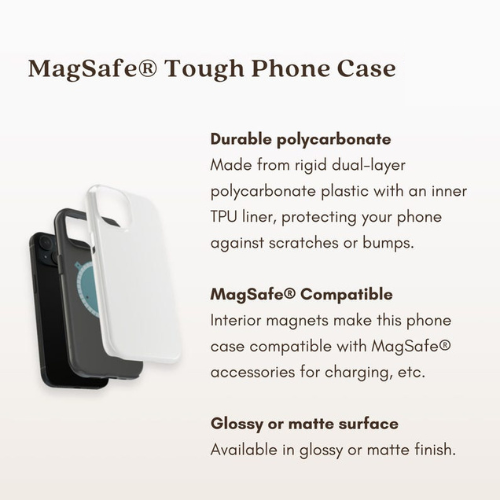 MagSafe® Tough Phone Case
Durable polycarbonate
Made from rigid dual-layer
polycarbonate plastic with an inner
TPU liner, protecting your phone
against scratches or bumps.
MagSafe® Compatible
Interior magnets make this phone
case compatible with MagSafe®
accessories for charging, etc.
Glossy or matte surface
Available in glossy or matte finish.